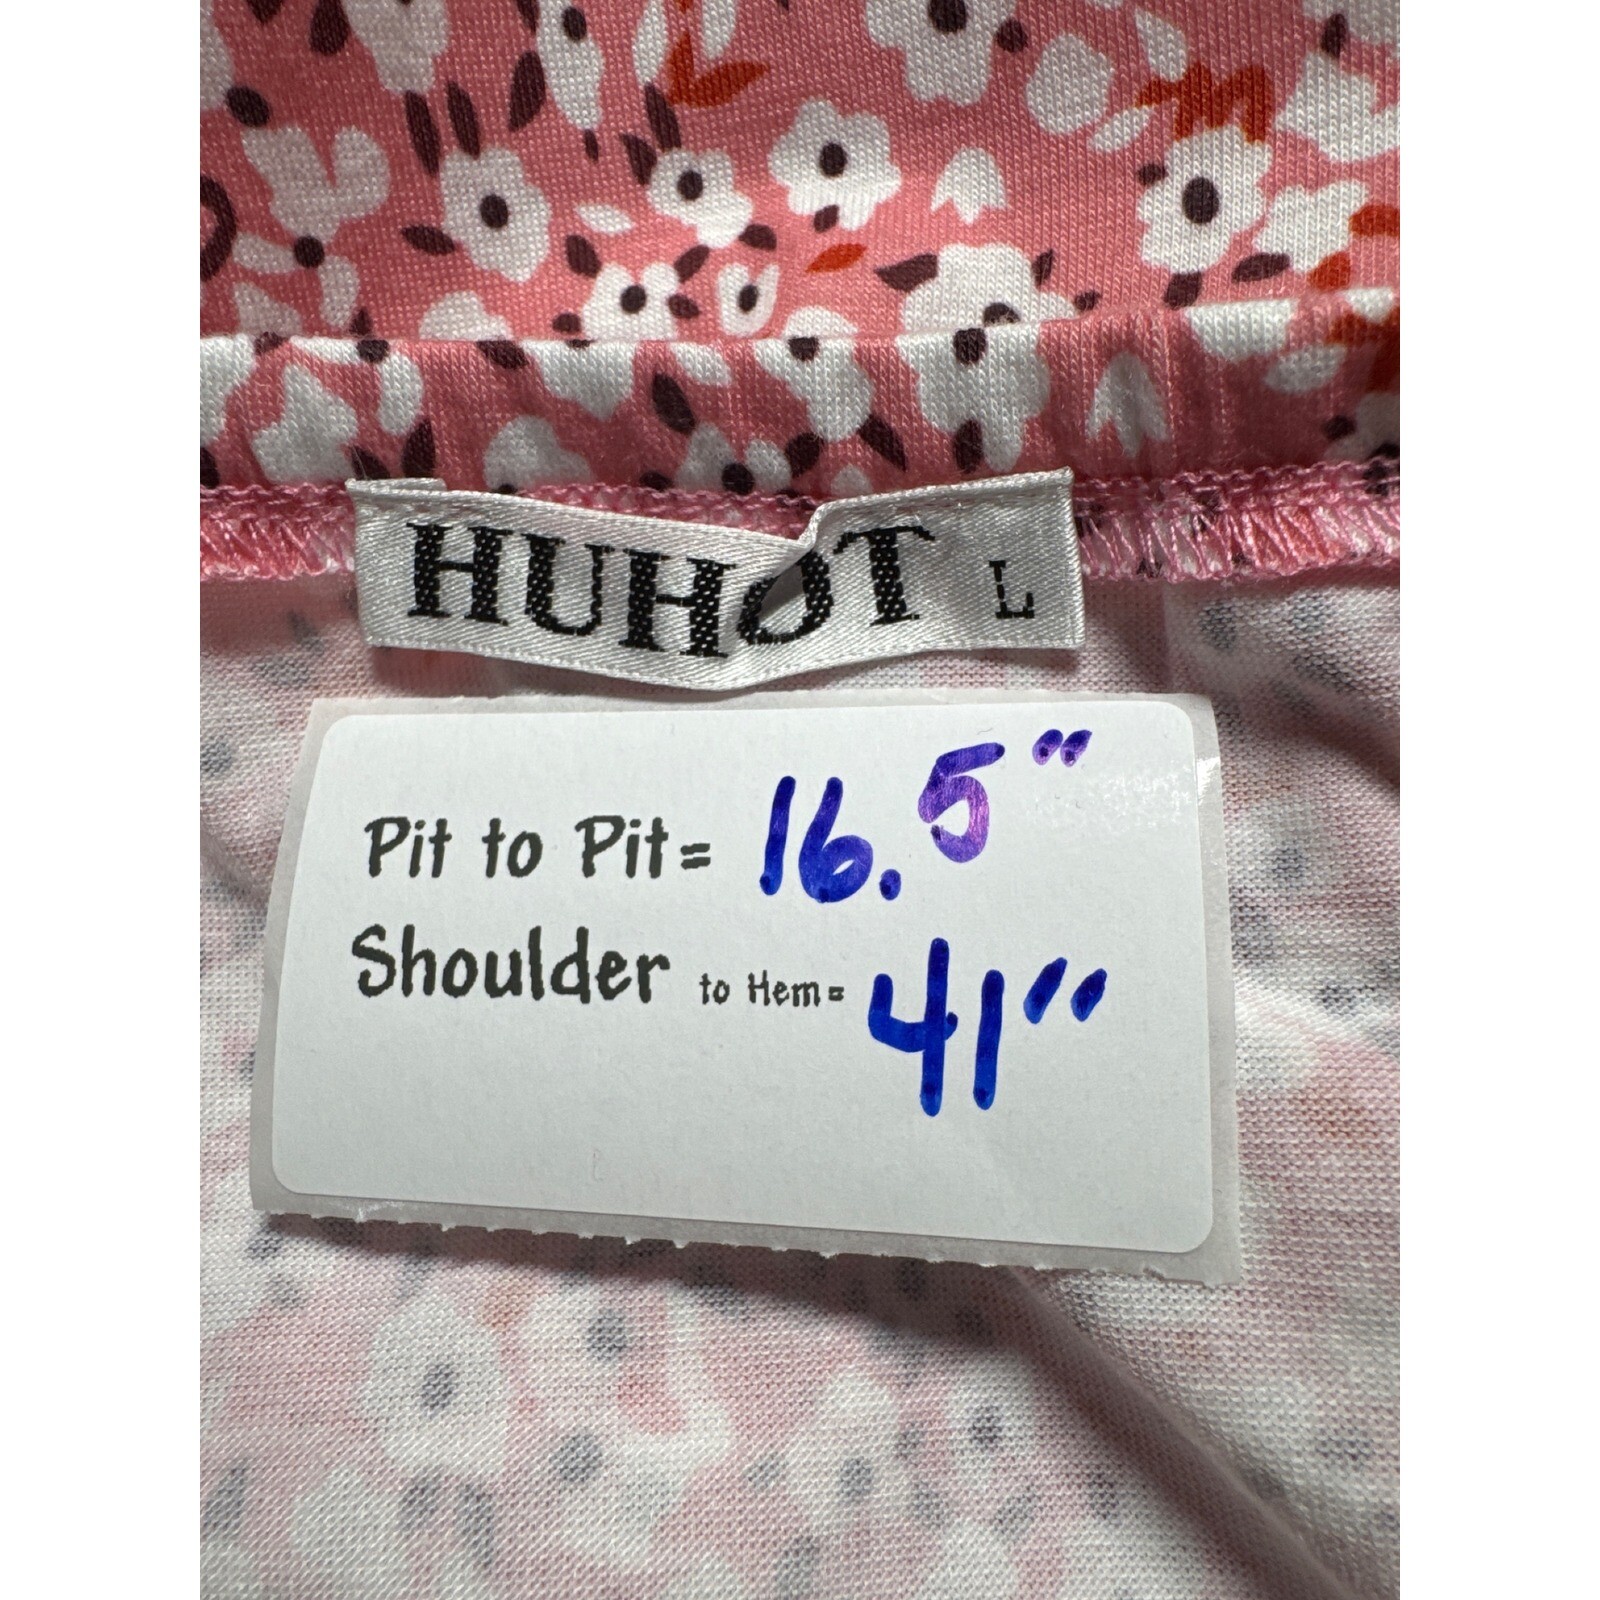 HUHOT L
Pit to Pit= 16.5"
Shoulder to Hem= 41"